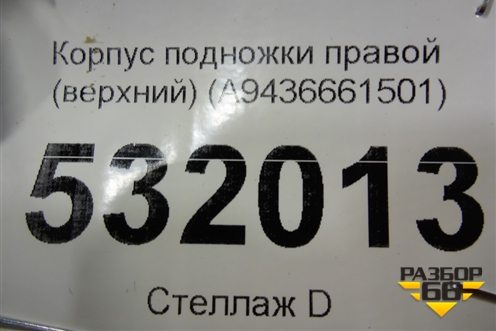 Корпус подножки правой
(верхний) (A9436661501)
532013
Стеллаж D
РАЗБОР
68